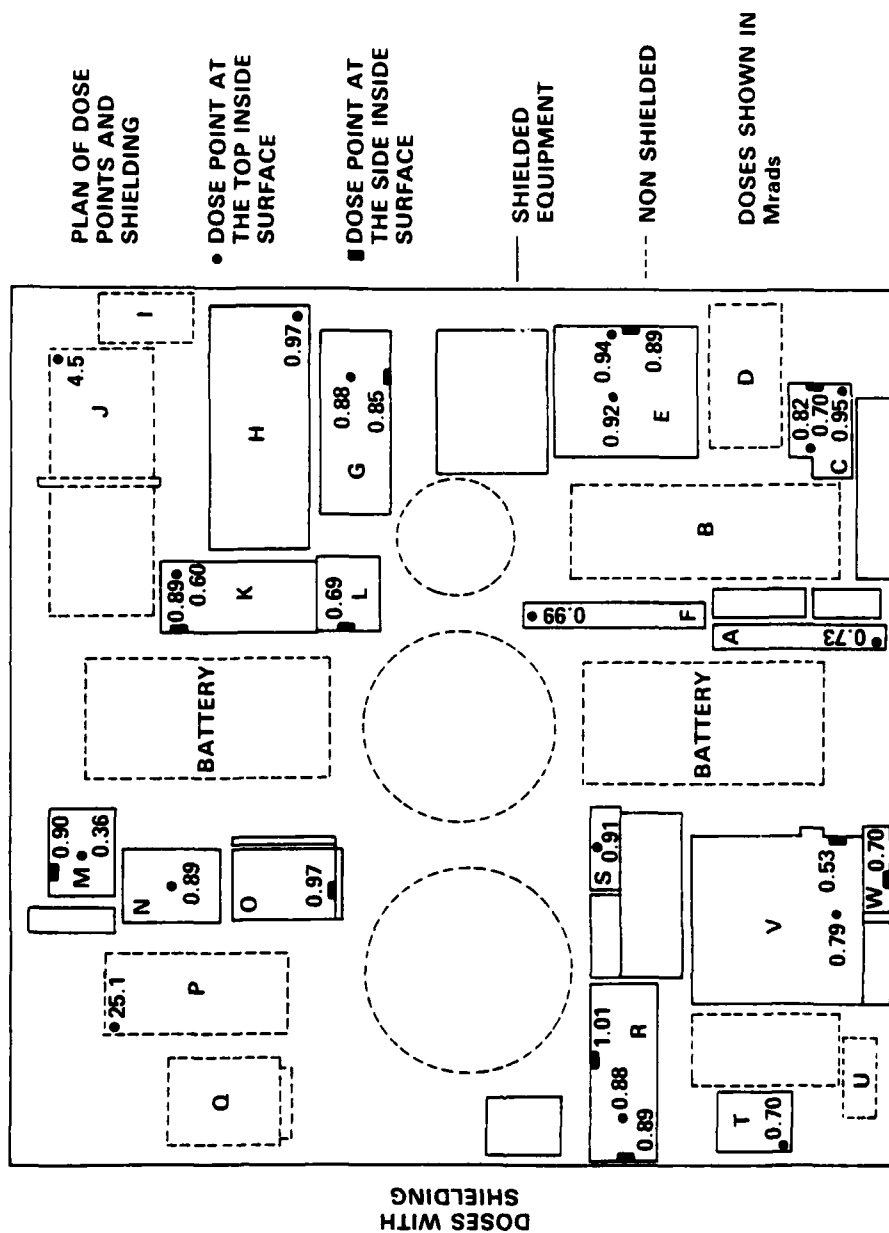 DOSES WITH
SHIELDING
PLAN OF DOSE
POINTS AND
SHIELDING
DOSE POINT AT
THE TOP INSIDE
SURFACE
DOSE POINT AT
THE SIDE INSIDE
SURFACE
SHIELDED
EQUIPMENT
NON SHIELDED
DOSES SHOWN IN
Mrads
I
J
4.5
H
0.97
G
0.88
0.85
0.94
0.92
0.89
E
D
0.82
0.70
0.95
C
B
K
0.89
0.60
L
0.69
F
0.99
A
0.73
BATTERY
BATTERY
M
0.90
0.36
N
0.89
O
0.97
S
0.91
V
0.53
0.79
W
0.70
P
25.1
Q
R
1.01
0.88
0.89
T
0.70
U